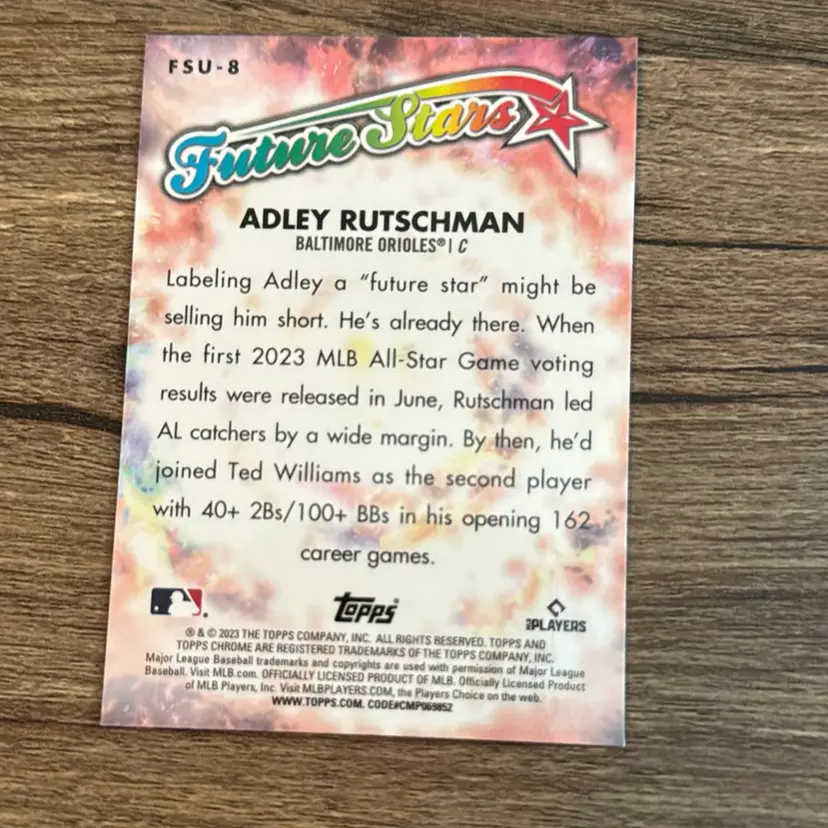 FSU-8
Future Stars
ADLEY RUTSCHMAN
BALTIMORE ORIOLES® | C
Labeling Adley a “future star” might be
selling him short. He’s already there. When
the first 2023 MLB All-Star Game voting
results were released in June, Rutschman led
AL catchers by a wide margin. By then, he’d
joined Ted Williams as the second player
with 40+ 2Bs/100+ BBs in his opening 162
career games.
topps®
PLAYERS
® & © 2023 THE TOPPS COMPANY, INC. ALL RIGHTS RESERVED. TOPPS AND
TOPPS CHROME ARE REGISTERED TRADEMARKS OF THE TOPPS COMPANY, INC.
Major League Baseball trademarks and copyrights are used with permission of Major League
Baseball. Visit MLB.com. OFFICIALLY LICENSED PRODUCT OF MLB. Officially Licensed Product
of MLB Players, Inc. Visit MLBPLAYERS.COM, the Players Choice on the web.
WWW.TOPPS.COM. CODE#CMP069852